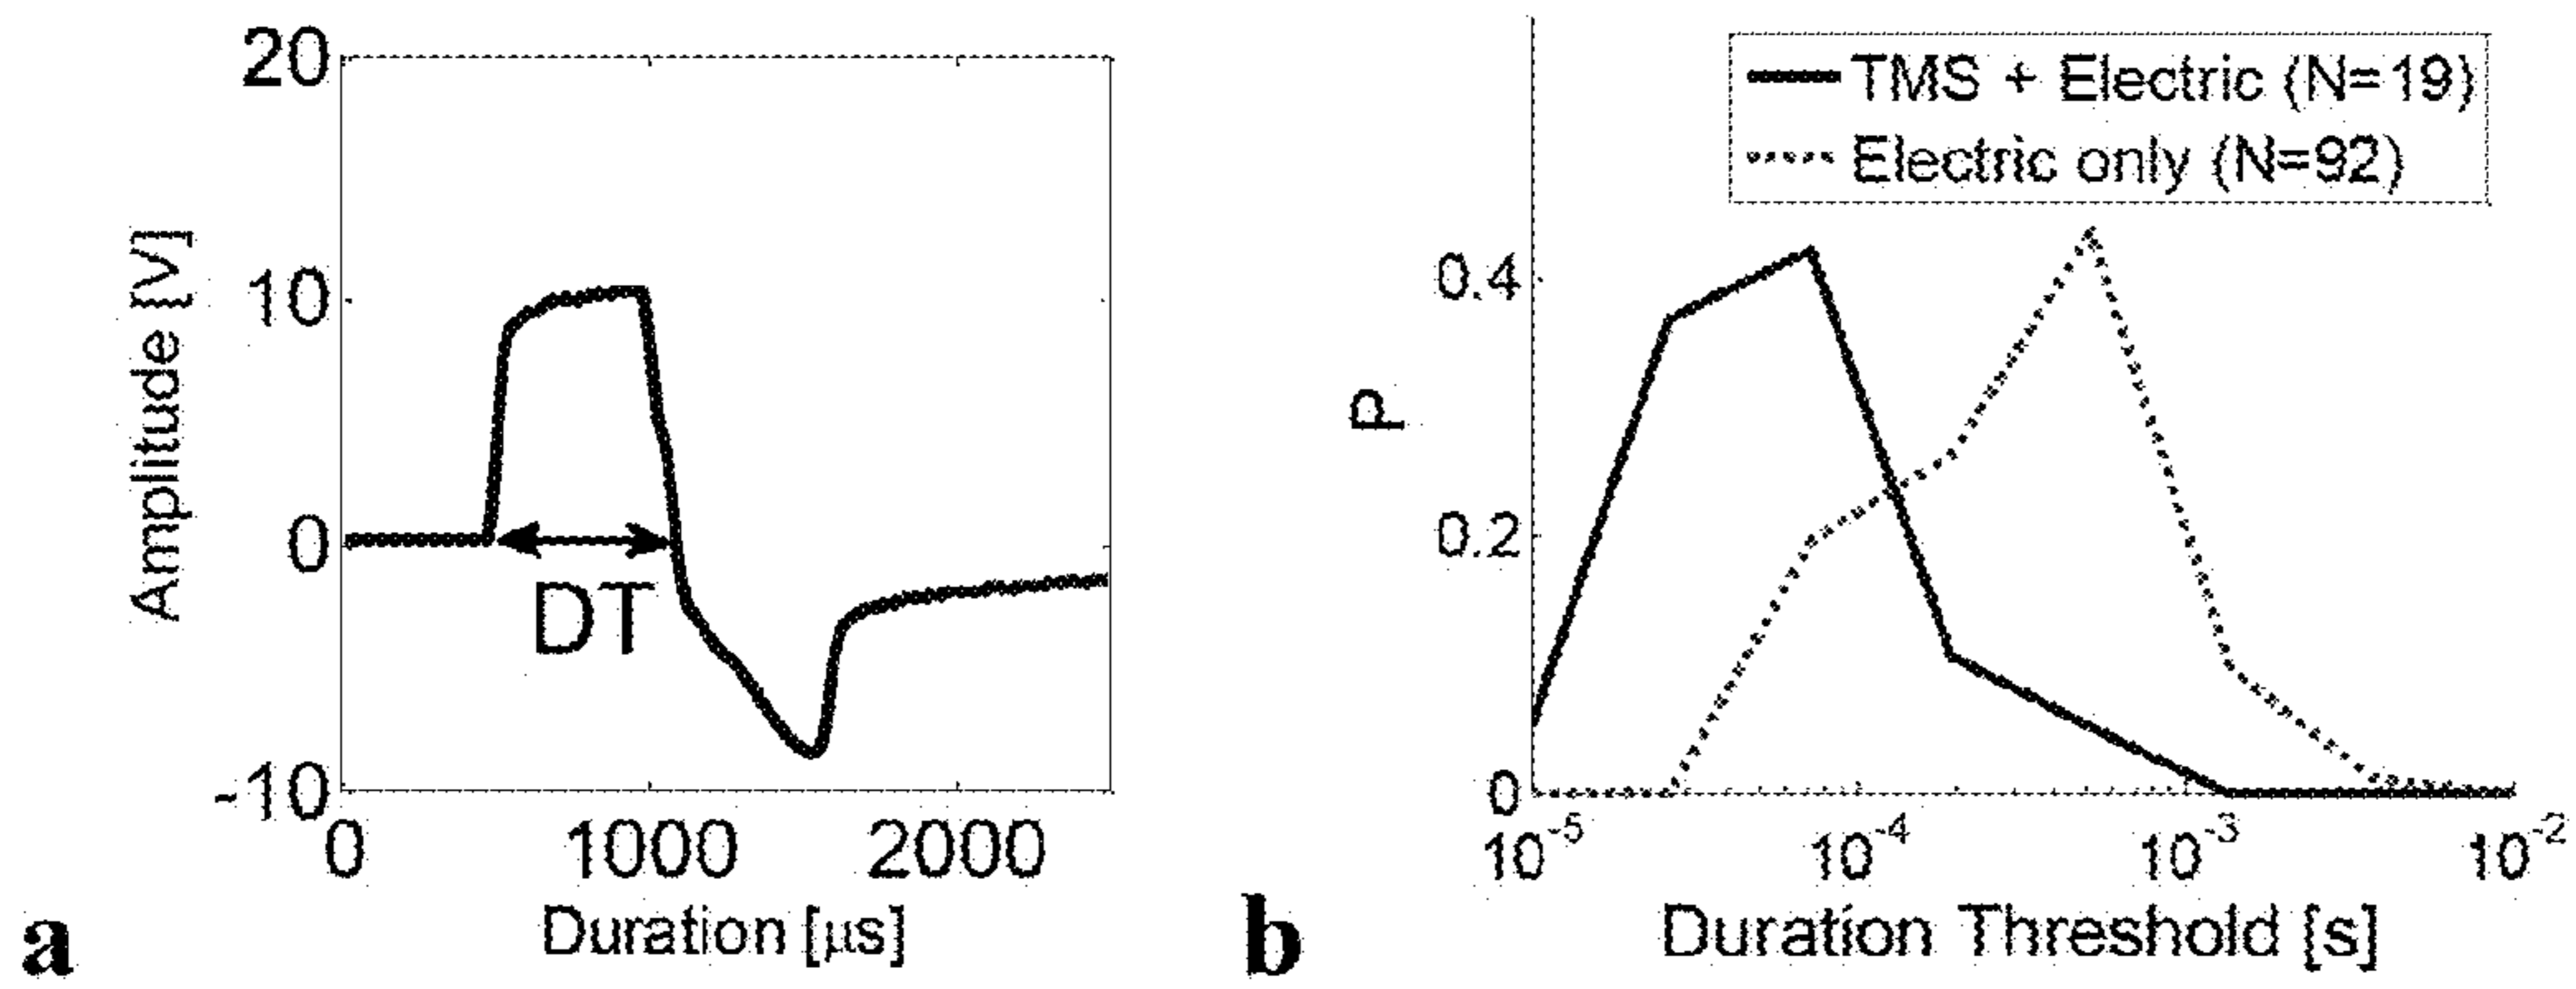 20
10
0
-10
Amplitude [V]
DT
0 1000 2000
Duration [μs]
a
TMS + Electric (N=19)
Electric only (N=92)
0.4
0.2
0
P
10-5 10-4 10-3 10-2
Duration Threshold [s]
b